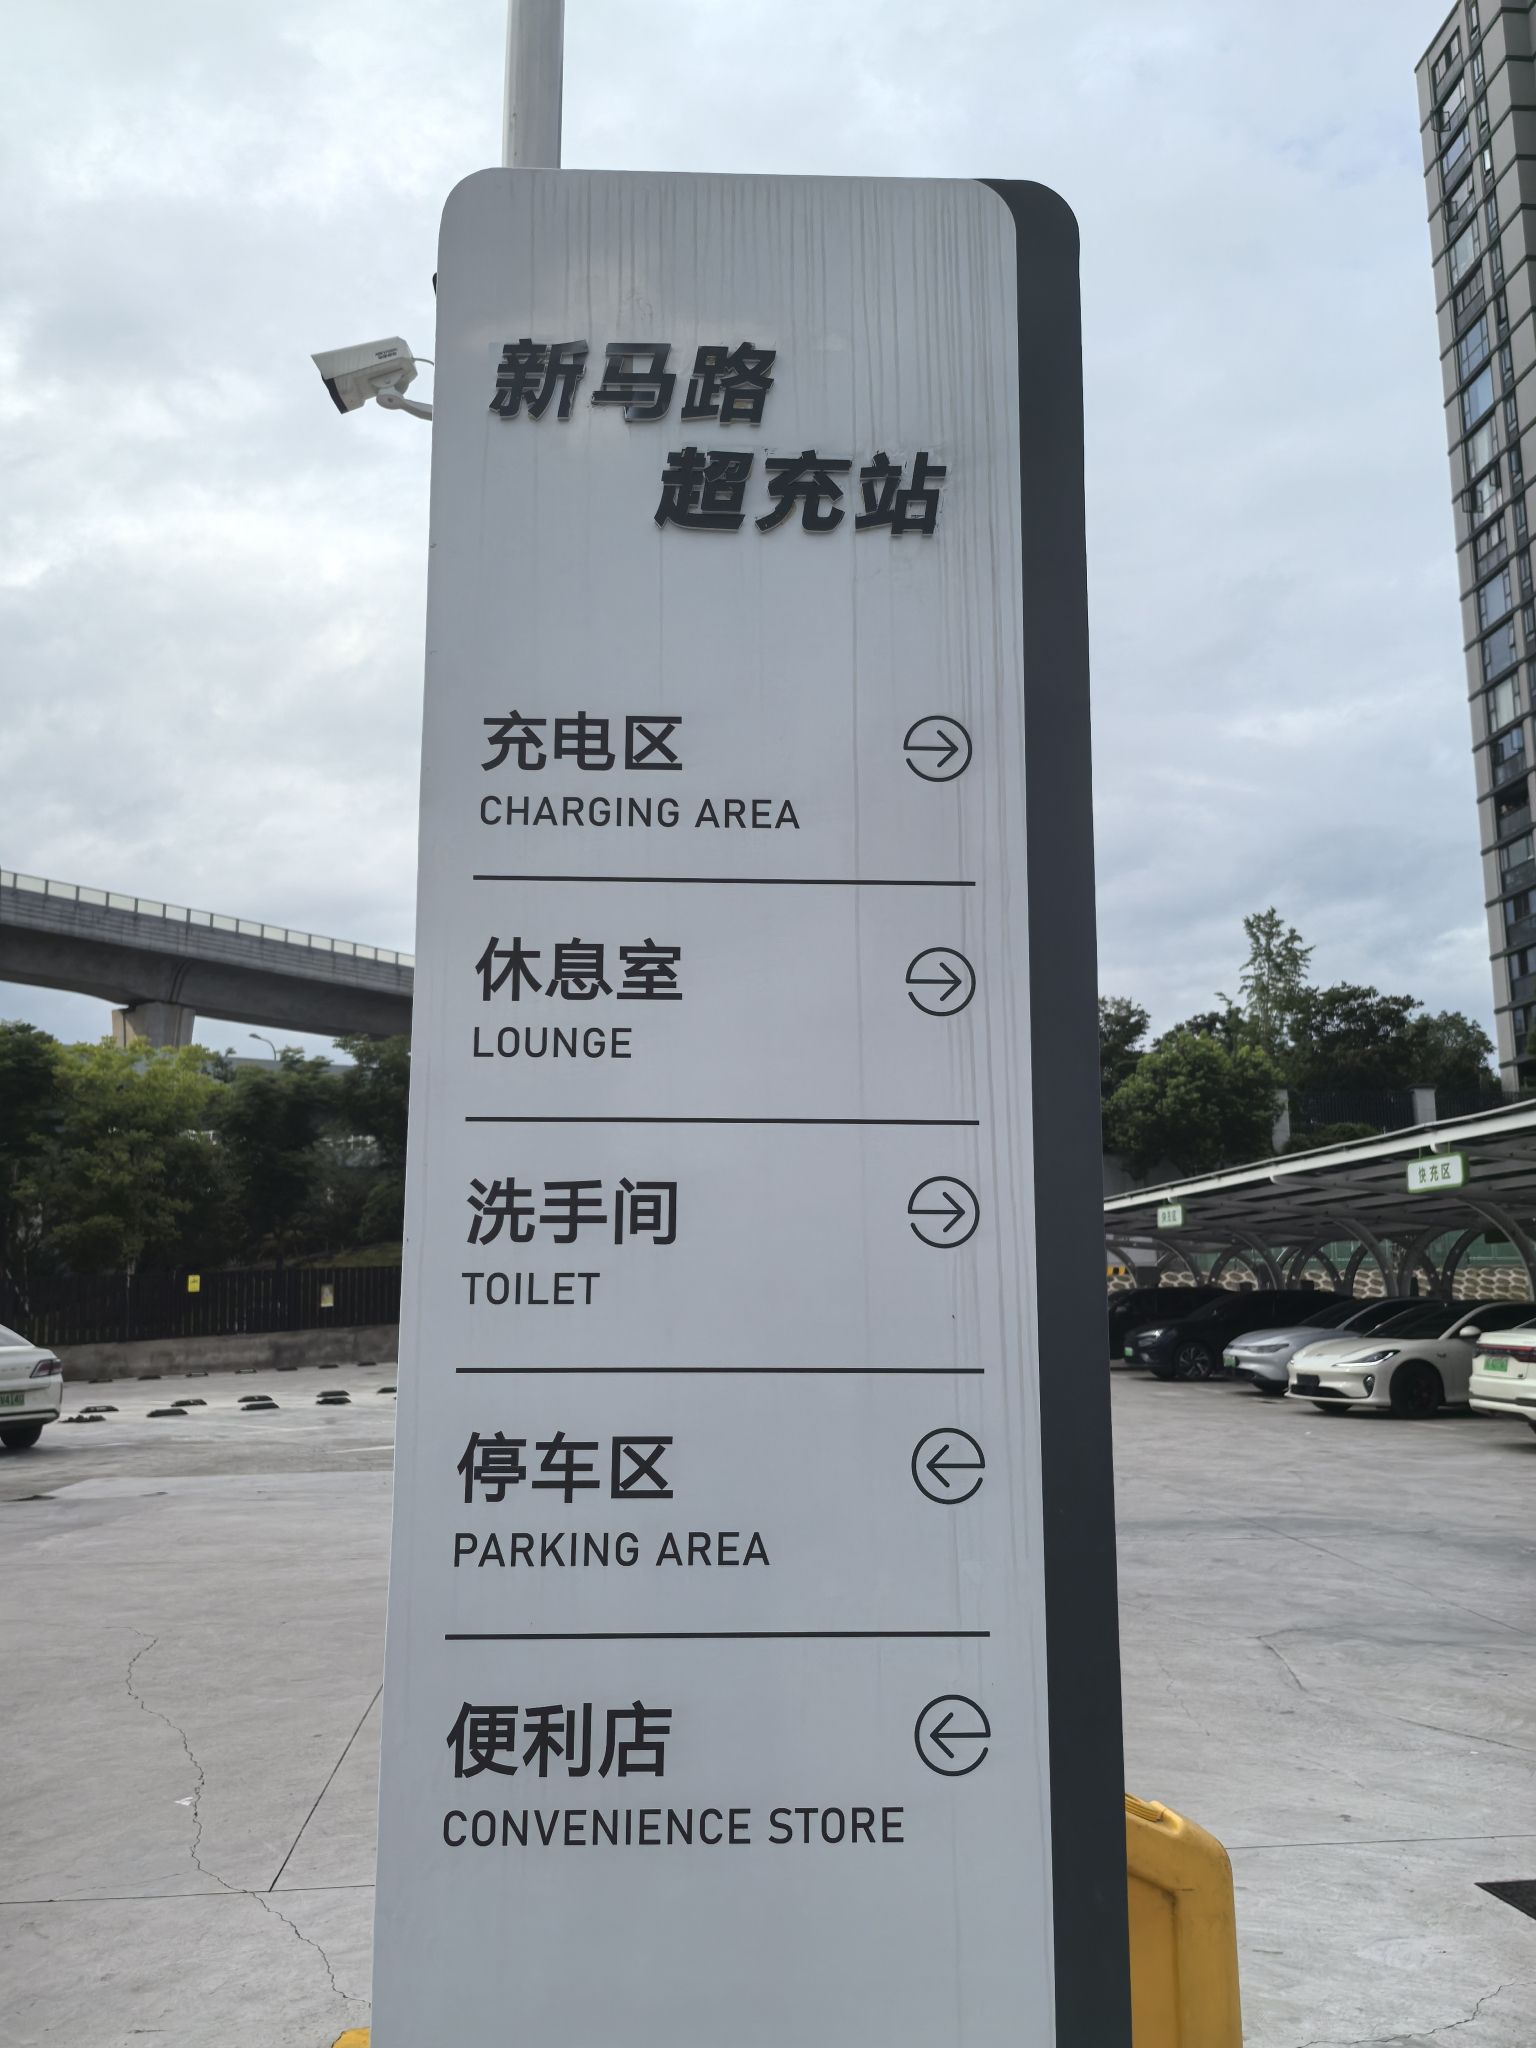 新马路
超充站
充电区
CHARGING AREA
休息室
LOUNGE
洗手间
TOILET
停车区
PARKING AREA
便利店
CONVENIENCE STORE
快充区